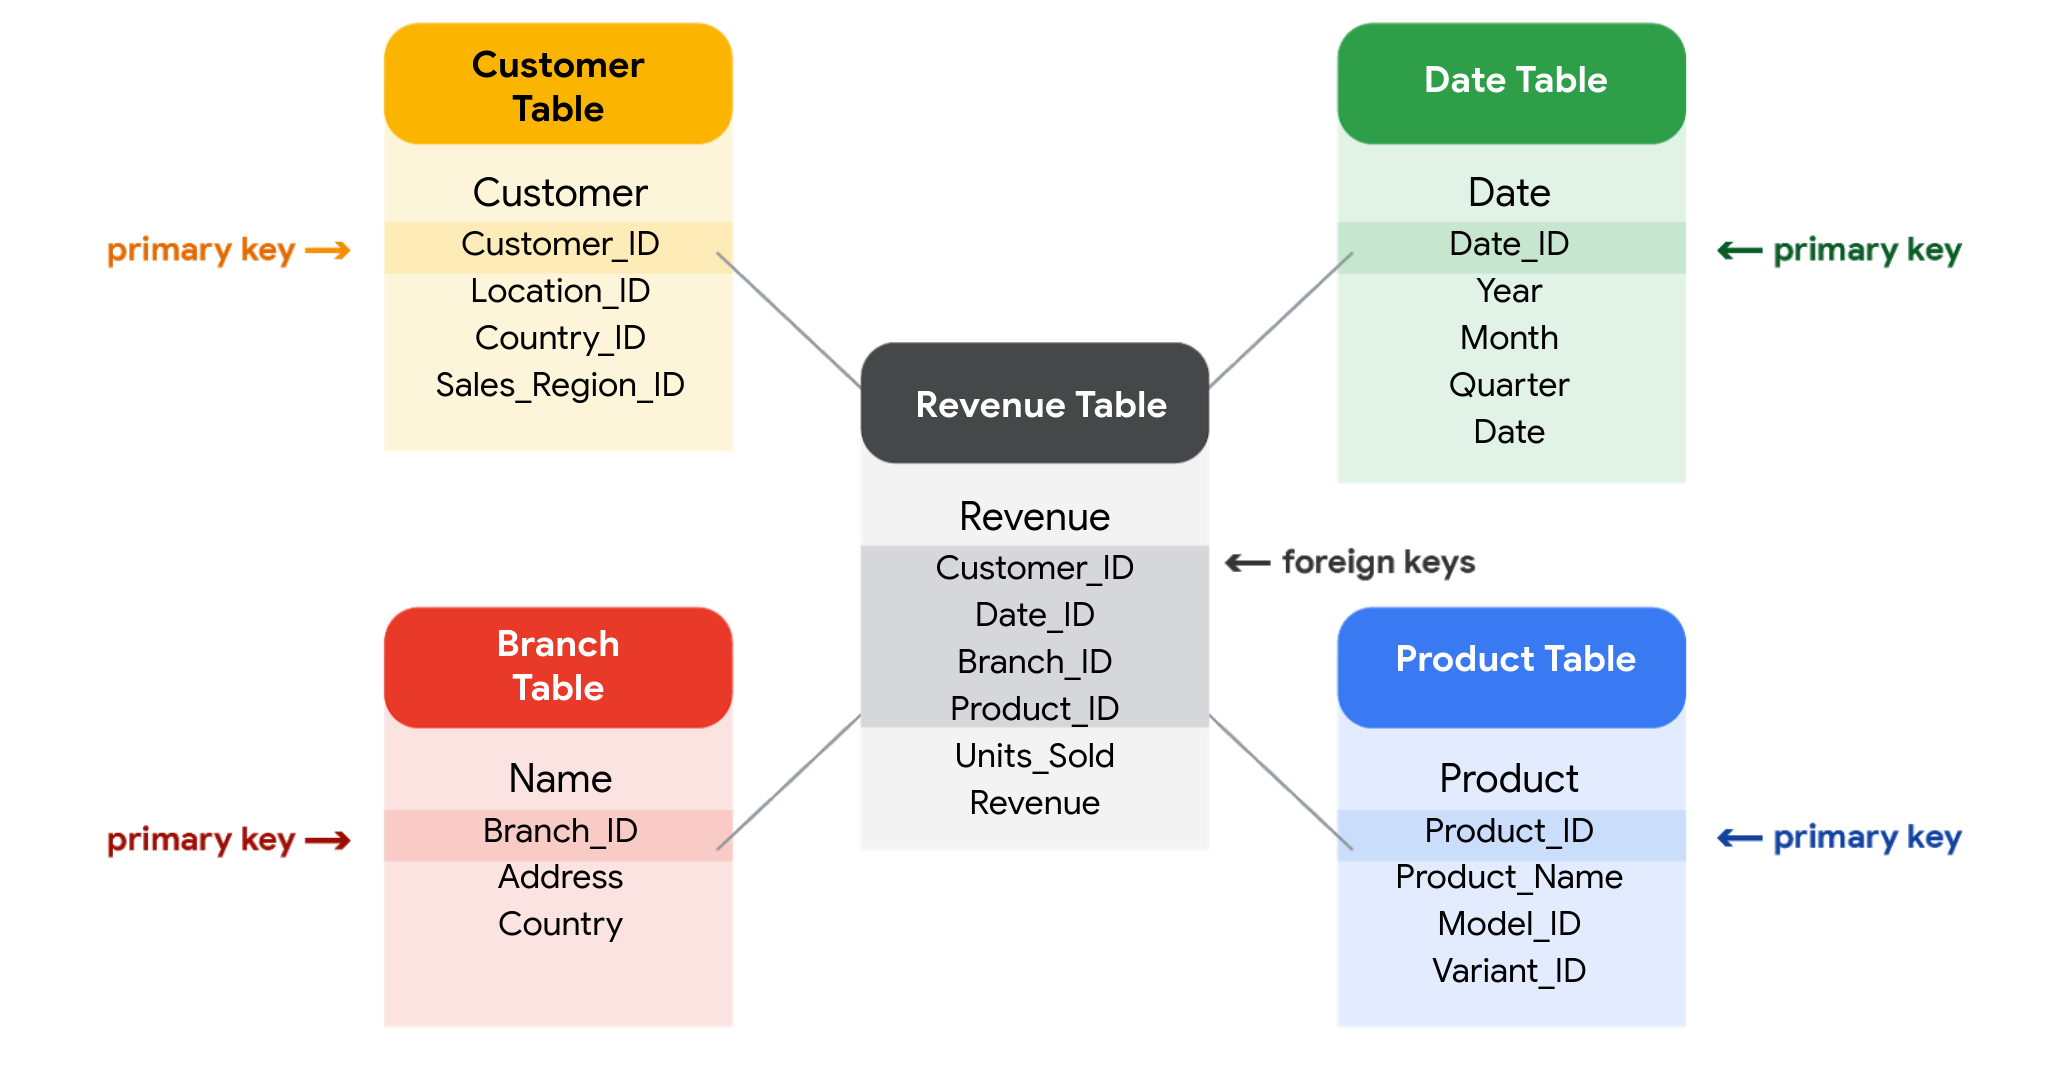 Customer
Table
Customer
primary key →
Customer_ID
Location_ID
Country_ID
Sales_Region_ID
Date Table
Date
Date_ID
← primary key
Year
Month
Quarter
Date
Revenue Table
Revenue
Customer_ID
← foreign keys
Date_ID
Branch_ID
Product_ID
Units_Sold
Revenue
Branch
Table
Name
primary key →
Branch_ID
Address
Country
Product Table
Product
Product_ID
← primary key
Product_Name
Model_ID
Variant_ID